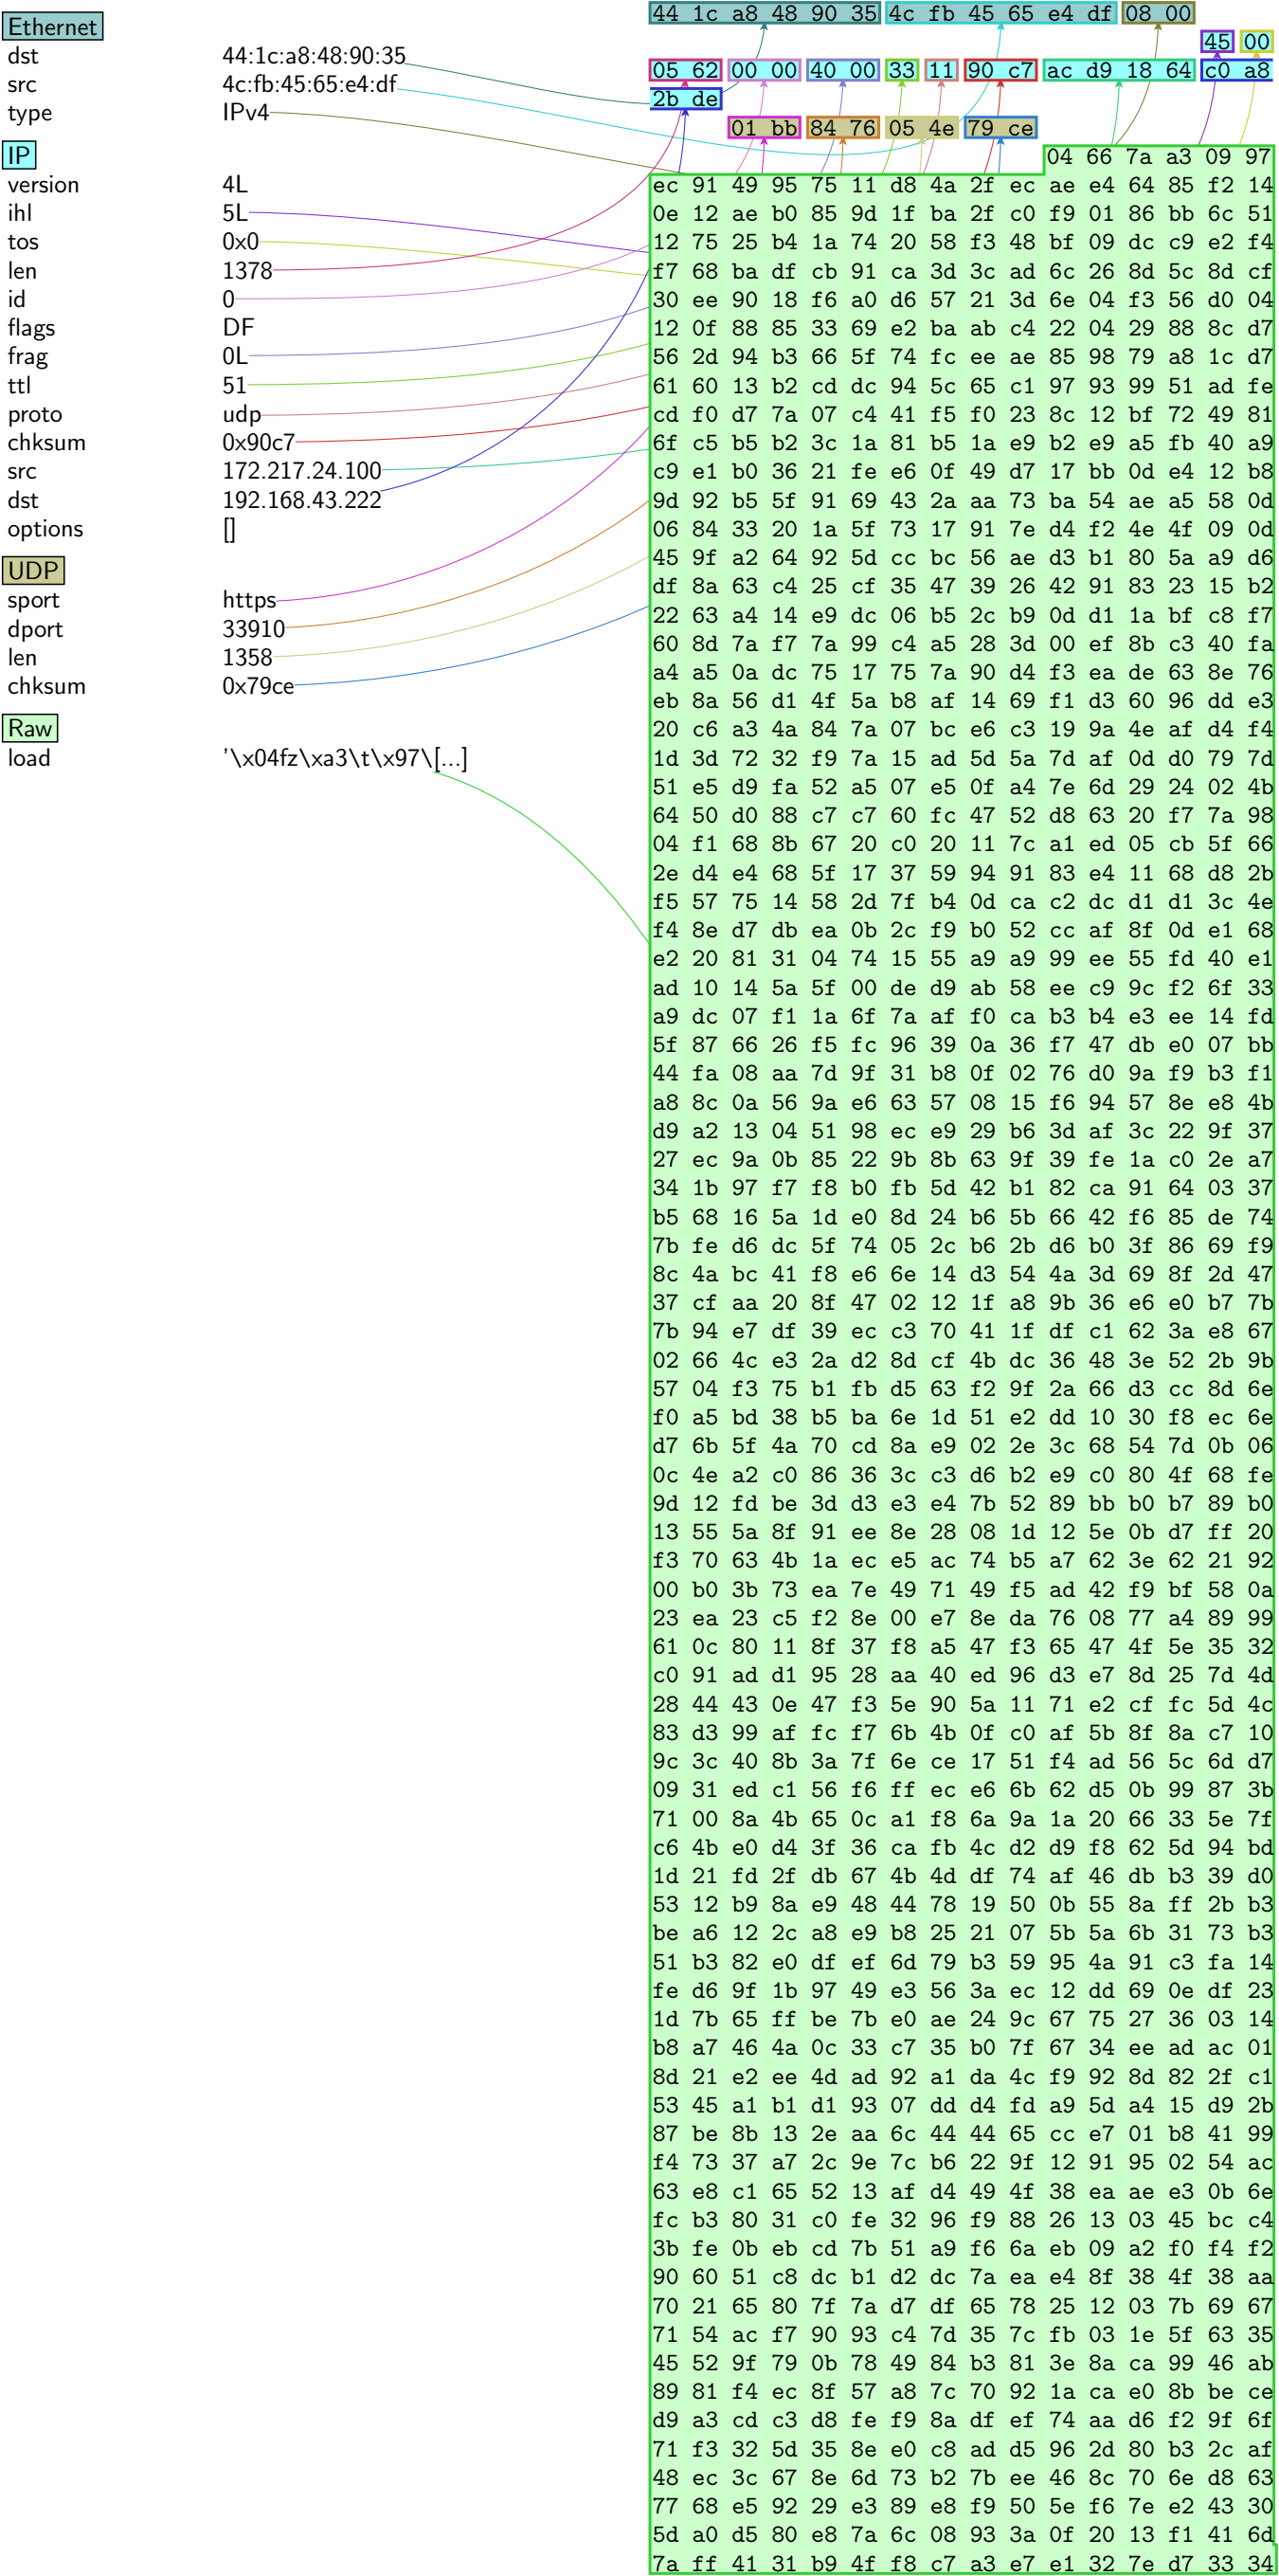 Ethernet
dst 44:1c:a8:48:90:35
src 4c:fb:45:65:e4:df
type IPv4
IP
version 4L
ihl 5L
tos 0x0
len 1378
id 0
flags DF
frag 0L
ttl 51
proto udp
chksum 0x90c7
src 172.217.24.100
dst 192.168.43.222
options []
UDP
sport https
dport 33910
len 1358
chksum 0x79ce
Raw
load '\x04fz\xa3\t\x97\[...]
44 1c a8 48 90 35 4c fb 45 65 e4 df 08 00
45 00
05 62 00 00 40 00 33 11 90 c7 ac d9 18 64 c0 a8
2b de
01 bb 84 76 05 4e 79 ce
04 66 7a a3 09 97
ec 91 49 95 75 11 d8 4a 2f ec ae e4 64 85 f2 14
0e 12 ae b0 85 9d 1f ba 2f c0 f9 01 86 bb 6c 51
12 75 25 b4 1a 74 20 58 f3 48 bf 09 dc c9 e2 f4
f7 68 ba df cb 91 ca 3d 3c ad 6c 26 8d 5c 8d cf
30 ee 90 18 f6 a0 d6 57 21 3d 6e 04 f3 56 d0 04
12 0f 88 85 33 69 e2 ba ab c4 22 04 29 88 8c d7
56 2d 94 b3 66 5f 74 fc ee ae 85 98 79 a8 1c d7
61 60 13 b2 cd dc 94 5c 65 c1 97 93 99 51 ad fe
cd f0 d7 7a 07 c4 41 f5 f0 23 8c 12 bf 72 49 81
6f c5 b5 b2 3c 1a 81 b5 1a e9 b2 e9 a5 fb 40 a9
c9 e1 b0 36 21 fe e6 0f 49 d7 17 bb 0d e4 12 b8
9d 92 b5 5f 91 69 43 2a aa 73 ba 54 ae a5 58 0d
06 84 33 20 1a 5f 73 17 91 7e d4 f2 4e 4f 09 0d
45 9f a2 64 92 5d cc bc 56 ae d3 b1 80 5a a9 d6
df 8a 63 c4 25 cf 35 47 39 26 42 91 83 23 15 b2
22 63 a4 14 e9 dc 06 b5 2c b9 0d d1 1a bf c8 f7
60 8d 7a f7 7a 99 c4 a5 28 3d 00 ef 8b c3 40 fa
a4 a5 0a dc 75 17 75 7a 90 d4 f3 ea de 63 8e 76
eb 8a 56 d1 4f 5a b8 af 14 69 f1 d3 60 96 dd e3
20 c6 a3 4a 84 7a 07 bc e6 c3 19 9a 4e af d4 f4
1d 3d 72 32 f9 7a 15 ad 5d 5a 7d af 0d d0 79 7d
51 e5 d9 fa 52 a5 07 e5 0f a4 7e 6d 29 24 02 4b
64 50 d0 88 c7 c7 60 fc 47 52 d8 63 20 f7 7a 98
04 f1 68 8b 67 20 c0 20 11 7c a1 ed 05 cb 5f 66
2e d4 e4 68 5f 17 37 59 94 91 83 e4 11 68 d8 2b
f5 57 75 14 58 2d 7f b4 0d ca c2 dc d1 d1 3c 4e
f4 8e d7 db ea 0b 2c f9 b0 52 cc af 8f 0d e1 68
e2 20 81 31 04 74 15 55 a9 a9 99 ee 55 fd 40 e1
ad 10 14 5a 5f 00 de d9 ab 58 ee c9 9c f2 6f 33
a9 dc 07 f1 1a 6f 7a af f0 ca b3 b4 e3 ee 14 fd
5f 87 66 26 f5 fc 96 39 0a 36 f7 47 db e0 07 bb
44 fa 08 aa 7d 9f 31 b8 0f 02 76 d0 9a f9 b3 f1
a8 8c 0a 56 9a e6 63 57 08 15 f6 94 57 8e e8 4b
d9 a2 13 04 51 98 ec e9 29 b6 3d af 3c 22 9f 37
27 ec 9a 0b 85 22 9b 8b 63 9f 39 fe 1a c0 2e a7
34 1b 97 f7 f8 b0 fb 5d 42 b1 82 ca 91 64 03 37
b5 68 16 5a 1d e0 8d 24 b6 5b 66 42 f6 85 de 74
7b fe d6 dc 5f 74 05 2c b6 2b d6 b0 3f 86 69 f9
8c 4a bc 41 f8 e6 6e 14 d3 54 4a 3d 69 8f 2d 47
37 cf aa 20 8f 47 02 12 1f a8 9b 36 e6 e0 b7 7b
7b 94 e7 df 39 ec c3 70 41 1f df c1 62 3a e8 67
02 66 4c e3 2a d2 8d cf 4b dc 36 48 3e 52 2b 9b
57 04 f3 75 b1 fb d5 63 f2 9f 2a 66 d3 cc 8d 6e
f0 a5 bd 38 b5 ba 6e 1d 51 e2 dd 10 30 f8 ec 6e
d7 6b 5f 4a 70 cd 8a e9 02 2e 3c 68 54 7d 0b 06
0c 4e a2 c0 86 36 3c c3 d6 b2 e9 c0 80 4f 68 fe
9d 12 fd be 3d d3 e3 e4 7b 52 89 bb b0 b7 89 b0
13 55 5a 8f 91 ee 8e 28 08 1d 12 5e 0b d7 ff 20
f3 70 63 4b 1a ec e5 ac 74 b5 a7 62 3e 62 21 92
00 b0 3b 73 ea 7e 49 71 49 f5 ad 42 f9 bf 58 0a
23 ea 23 c5 f2 8e 00 e7 8e da 76 08 77 a4 89 99
61 0c 80 11 8f 37 f8 a5 47 f3 65 47 4f 5e 35 32
c0 91 ad d1 95 28 aa 40 ed 96 d3 e7 8d 25 7d 4d
28 44 43 0e 47 f3 5e 90 5a 11 71 e2 cf fc 5d 4c
83 d3 99 af fc f7 6b 4b 0f c0 af 5b 8f 8a c7 10
9c 3c 40 8b 3a 7f 6e ce 17 51 f4 ad 56 5c 6d d7
09 31 ed c1 56 f6 ff ec e6 6b 62 d5 0b 99 87 3b
71 00 8a 4b 65 0c a1 f8 6a 9a 1a 20 66 33 5e 7f
c6 4b e0 d4 3f 36 ca fb 4c d2 d9 f8 62 5d 94 bd
1d 21 fd 2f db 67 4b 4d df 74 af 46 db b3 39 d0
53 12 b9 8a e9 48 44 78 19 50 0b 55 8a ff 2b b3
be a6 12 2c a8 e9 b8 25 21 07 5b 5a 6b 31 73 b3
51 b3 82 e0 df ef 6d 79 b3 59 95 4a 91 c3 fa 14
fe d6 9f 1b 97 49 e3 56 3a ec 12 dd 69 0e df 23
1d 7b 65 ff be 7b e0 ae 24 9c 67 75 27 36 03 14
b8 a7 46 4a 0c 33 c7 35 b0 7f 67 34 ee ad ac 01
8d 21 e2 ee 4d ad 92 a1 da 4c f9 92 8d 82 2f c1
53 45 a1 b1 d1 93 07 dd d4 fd a9 5d a4 15 d9 2b
87 be 8b 13 2e aa 6c 44 44 65 cc e7 01 b8 41 99
f4 73 37 a7 2c 9e 7c b6 22 9f 12 91 95 02 54 ac
63 e8 c1 65 52 13 af d4 49 4f 38 ea ae e3 0b 6e
fc b3 80 31 c0 fe 32 96 f9 88 26 13 03 45 bc c4
3b fe 0b eb cd 7b 51 a9 f6 6a eb 09 a2 f0 f4 f2
90 60 51 c8 dc b1 d2 dc 7a ea e4 8f 38 4f 38 aa
70 21 65 80 7f 7a d7 df 65 78 25 12 03 7b 69 67
71 54 ac f7 90 93 c4 7d 35 7c fb 03 1e 5f 63 35
45 52 9f 79 0b 78 49 84 b3 81 3e 8a ca 99 46 ab
89 81 f4 ec 8f 57 a8 7c 70 92 1a ca e0 8b be ce
d9 a3 cd c3 d8 fe f9 8a df ef 74 aa d6 f2 9f 6f
71 f3 32 5d 35 8e e0 c8 ad d5 96 2d 80 b3 2c af
48 ec 3c 67 8e 6d 73 b2 7b ee 46 8c 70 6e d8 63
77 68 e5 92 29 e3 89 e8 f9 50 5e f6 7e e2 43 30
5d a0 d5 80 e8 7a 6c 08 93 3a 0f 20 13 f1 41 6d
7a ff 41 31 b9 4f f8 c7 a3 e7 e1 32 7e d7 33 34